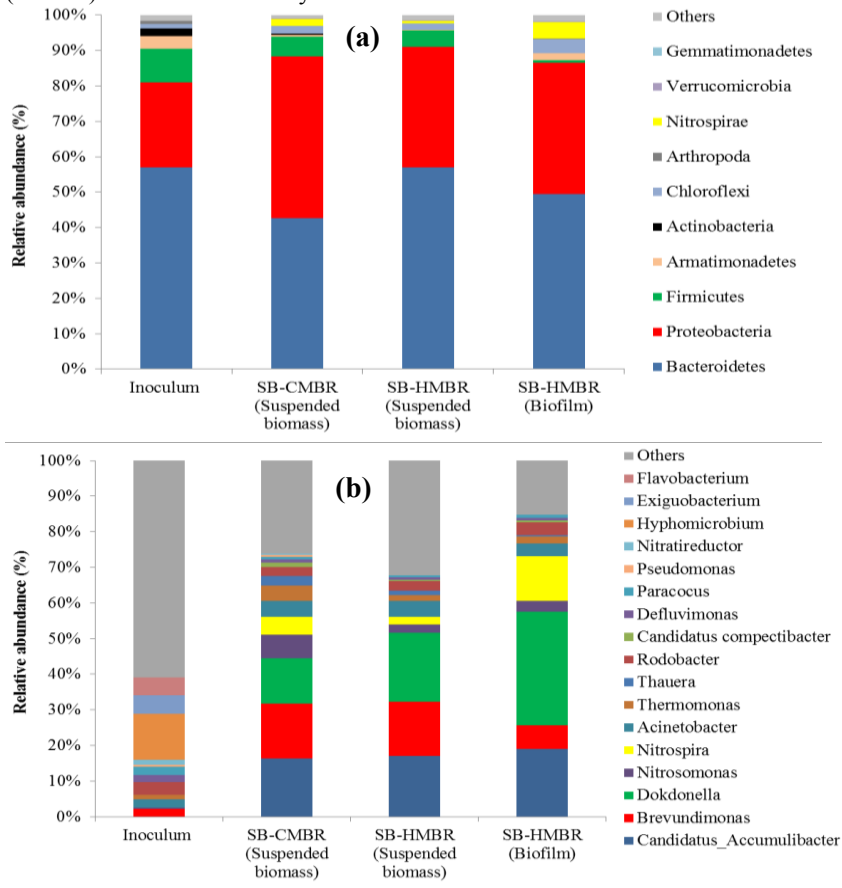 (a)
Relative abundance (%)
100%
90%
80%
70%
60%
50%
40%
30%
20%
10%
0%
Inoculum
SB-CMBR
(Suspended
biomass)
SB-HMBR
(Suspended
biomass)
SB-HMBR
(Biofilm)
Others
Gemmatimonadetes
Verrucomicrobia
Nitrospirae
Arthropoda
Chloroflexi
Actinobacteria
Armatimonadetes
Firmicutes
Proteobacteria
Bacteroidetes
(b)
Relative abundance (%)
100%
90%
80%
70%
60%
50%
40%
30%
20%
10%
0%
Inoculum
SB-CMBR
(Suspended
biomass)
SB-HMBR
(Suspended
biomass)
SB-HMBR
(Biofilm)
Others
Flavobacterium
Exiguobacterium
Hyphomicrobium
Nitratireductor
Pseudomonas
Paracocus
Defluvimonas
Candidatus compectibacter
Rodobacter
Thauera
Thermomonas
Acinetobacter
Nitrospira
Nitrosomonas
Dokdonella
Brevundimonas
Candidatus_Accumulibacter